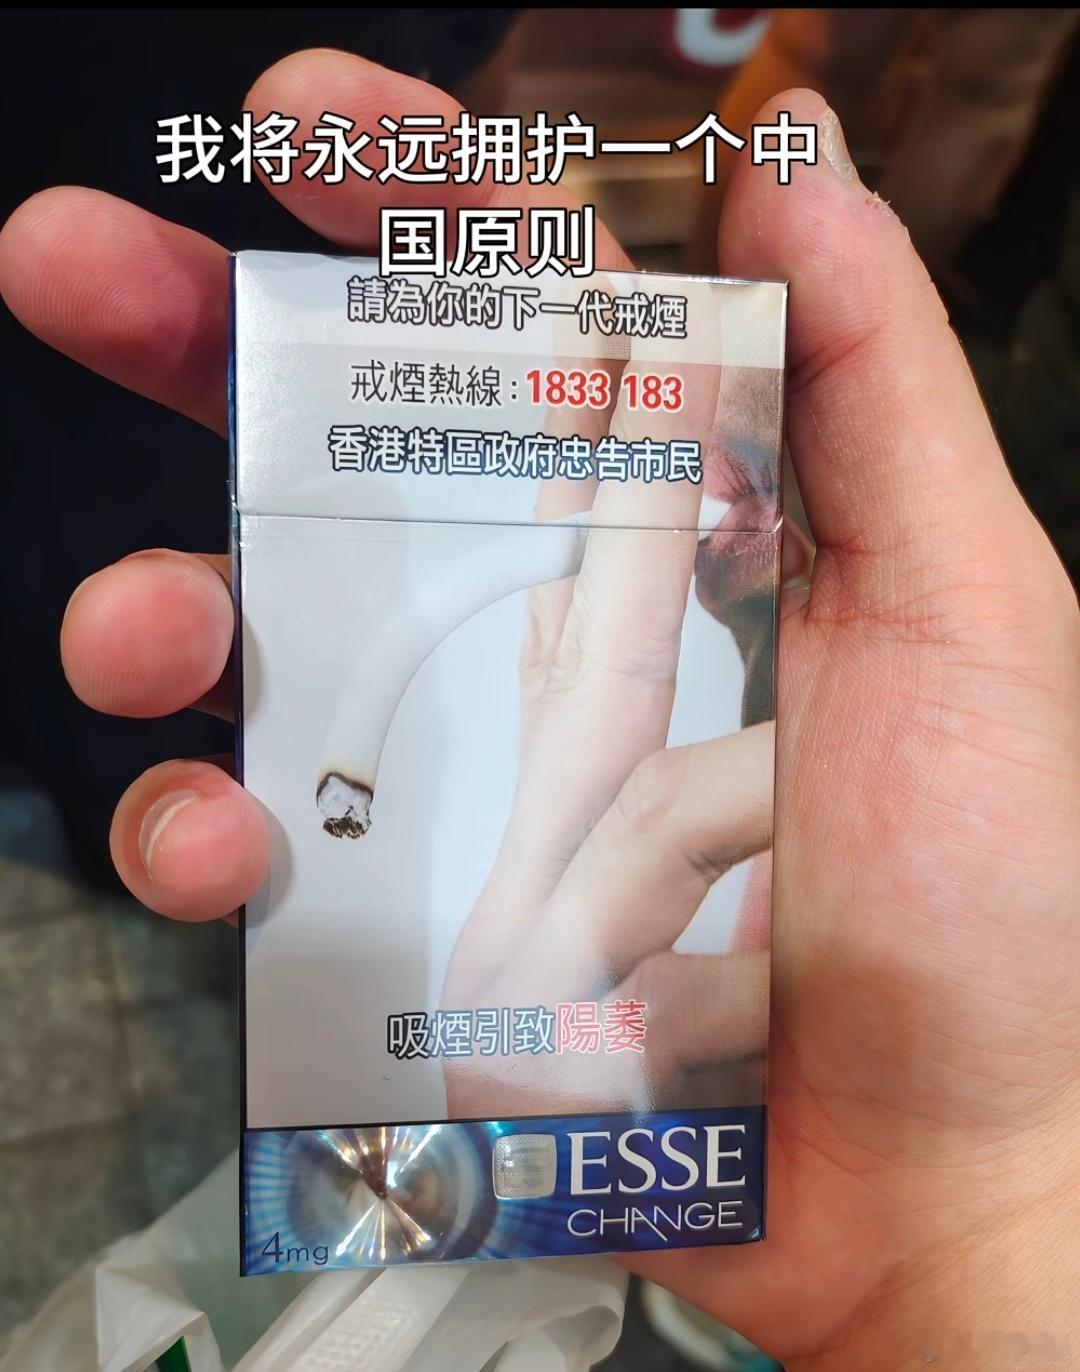 我将永远拥护一个中
国原则
請為你的下一代戒煙
戒煙熱線:1833 183
香港特區政府忠告市民
吸煙引致陽萎
ESSE
CHANGE
4mg